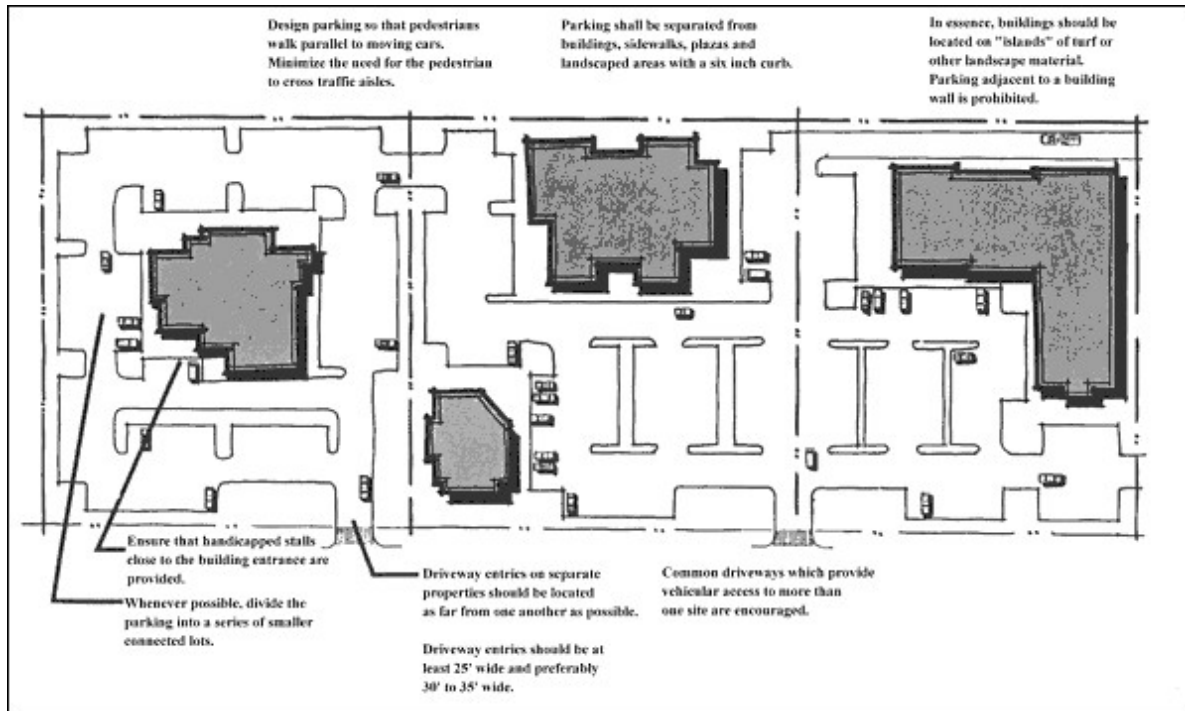 Design parking so that pedestrians
walk parallel to moving cars.
Minimize the need for the pedestrian
to cross traffic aisles.
Parking shall be separated from
buildings, sidewalks, plazas and
landscaped areas with a six inch curb.
In essence, buildings should be
located on "islands" of turf or
other landscape material.
Parking adjacent to a building
wall is prohibited.
Ensure that handicapped stalls
close to the building entrance are
provided.
Whenever possible, divide the
parking into a series of smaller
connected lots.
Driveway entries on separate
properties should be located
as far from one another as possible.
Driveway entries should be at
least 25' wide and preferably
30' to 35' wide.
Common driveways which provide
vehicular access to more than
one site are encouraged.